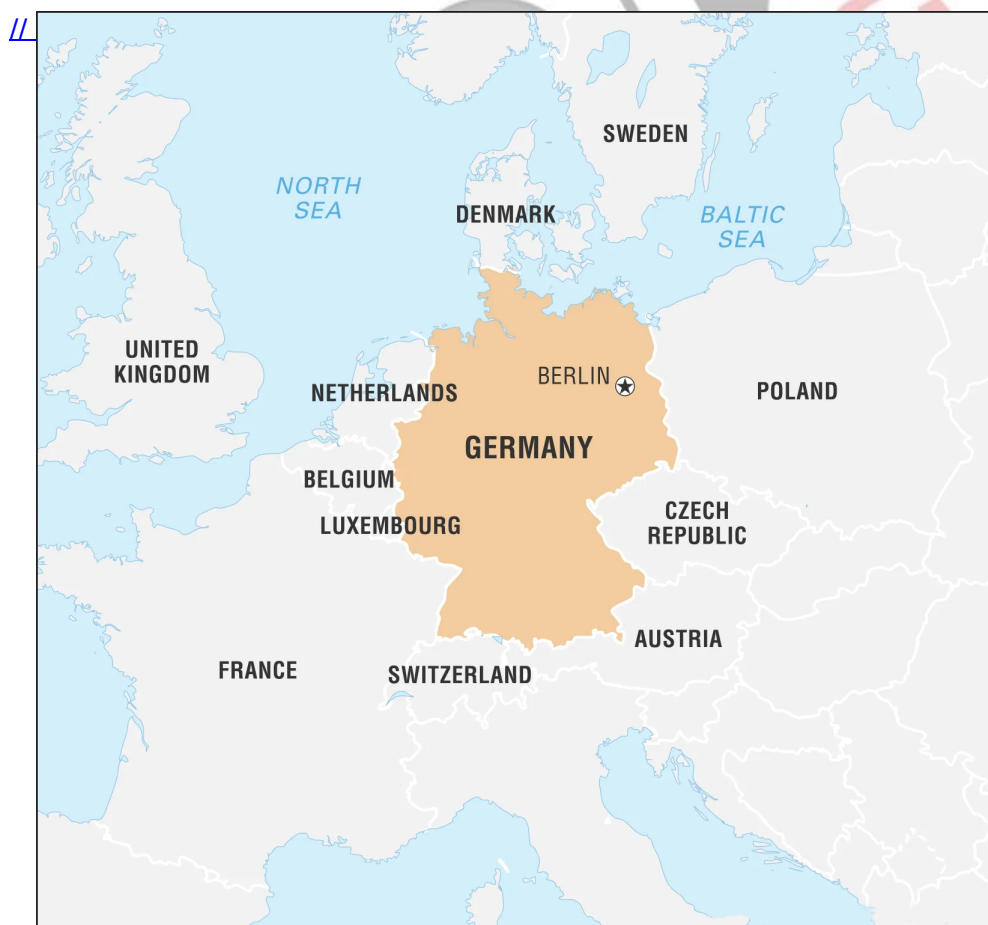 //
SWEDEN
NORTH
SEA
DENMARK
BALTIC
SEA
UNITED
KINGDOM
BERLIN
NETHERLANDS
POLAND
GERMANY
BELGIUM
CZECH
REPUBLIC
LUXEMBOURG
AUSTRIA
FRANCE
SWITZERLAND